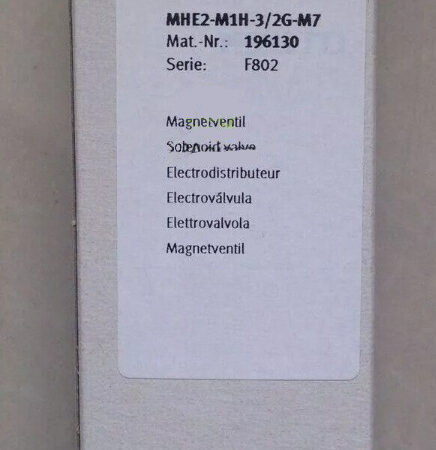 MHE2-M1H-3/2G-M7
Mat.-Nr.: 196130
Serie: F802
Magnetventil
Solenoid valve
Electrodistributeur
Electroválvula
Elettrovalvola
Magnetventil